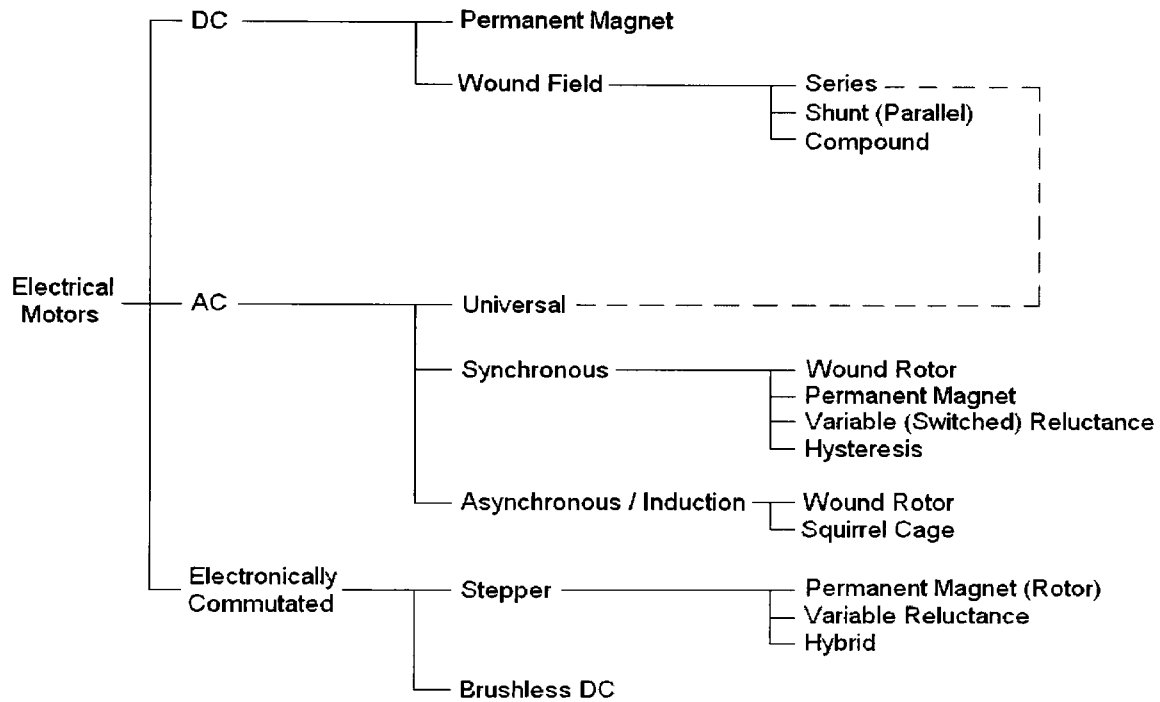 DC
Permanent Magnet
Wound Field
Series
Shunt (Parallel)
Compound
Electrical
Motors
AC
Universal
Synchronous
Wound Rotor
Permanent Magnet
Variable (Switched) Reluctance
Hysteresis
Asynchronous / Induction
Wound Rotor
Squirrel Cage
Electronically
Commutated
Stepper
Permanent Magnet (Rotor)
Variable Reluctance
Hybrid
Brushless DC